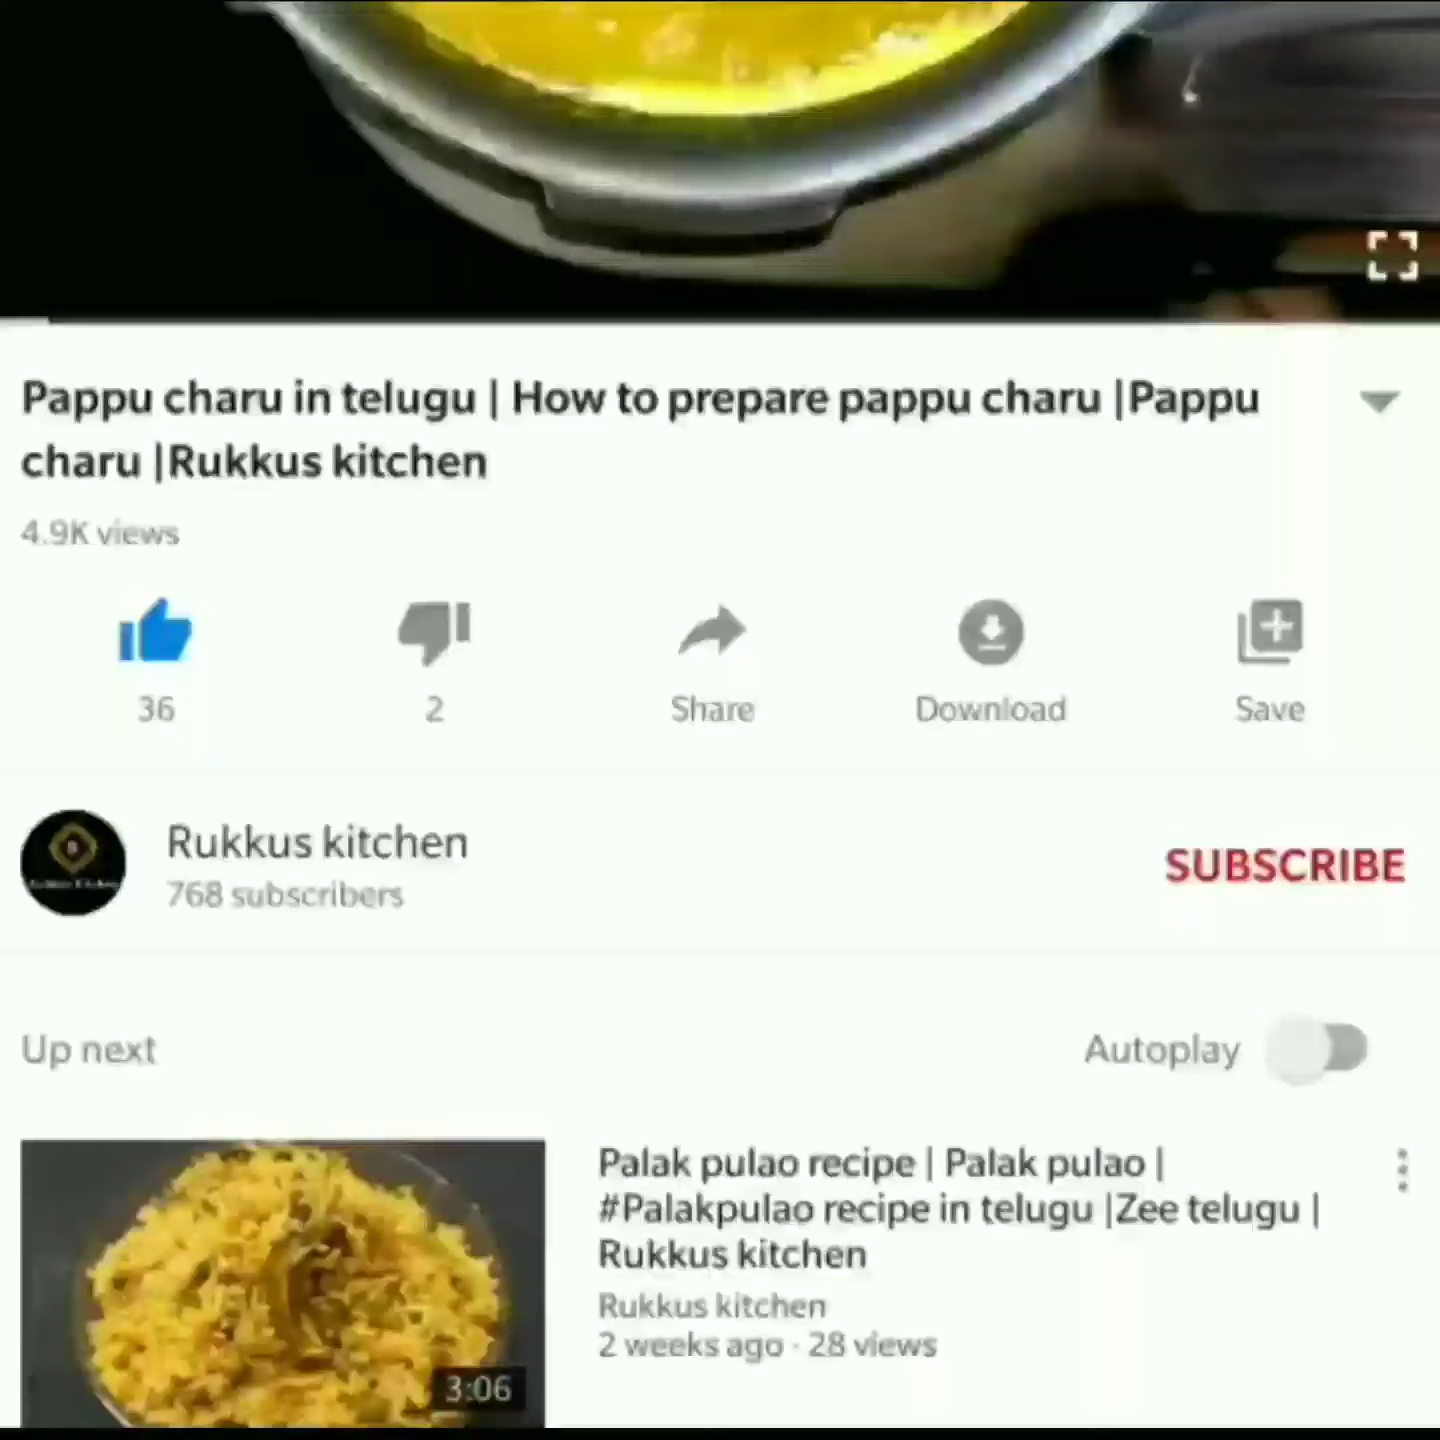 Pappu charu in telugu | How to prepare pappu charu |Pappu
charu |Rukkus kitchen
4.9K views
36
2
Share
Download
Save
Rukkus kitchen
768 subscribers
SUBSCRIBE
Up next
Autoplay
Palak pulao recipe | Palak pulao |
#Palakpulao recipe in telugu |Zee telugu |
Rukkus kitchen
Rukkus kitchen
2 weeks ago · 28 views
3:06